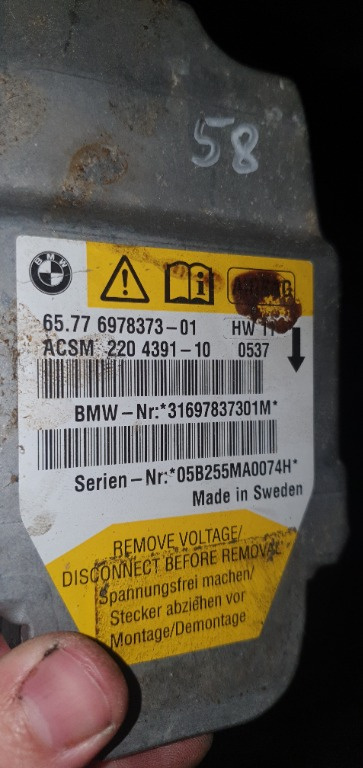 58
BMW
AIRBAG
65.77 6978373-01 HW 11
ACSM 220 4391-10 0537
BMW-Nr:*31697837301M*
Serien-Nr:*05B255MA0074H*
Made in Sweden
REMOVE VOLTAGE/
DISCONNECT BEFORE REMOVAL
Spannungsfrei machen/
Stecker abziehen vor
Montage/Demontage